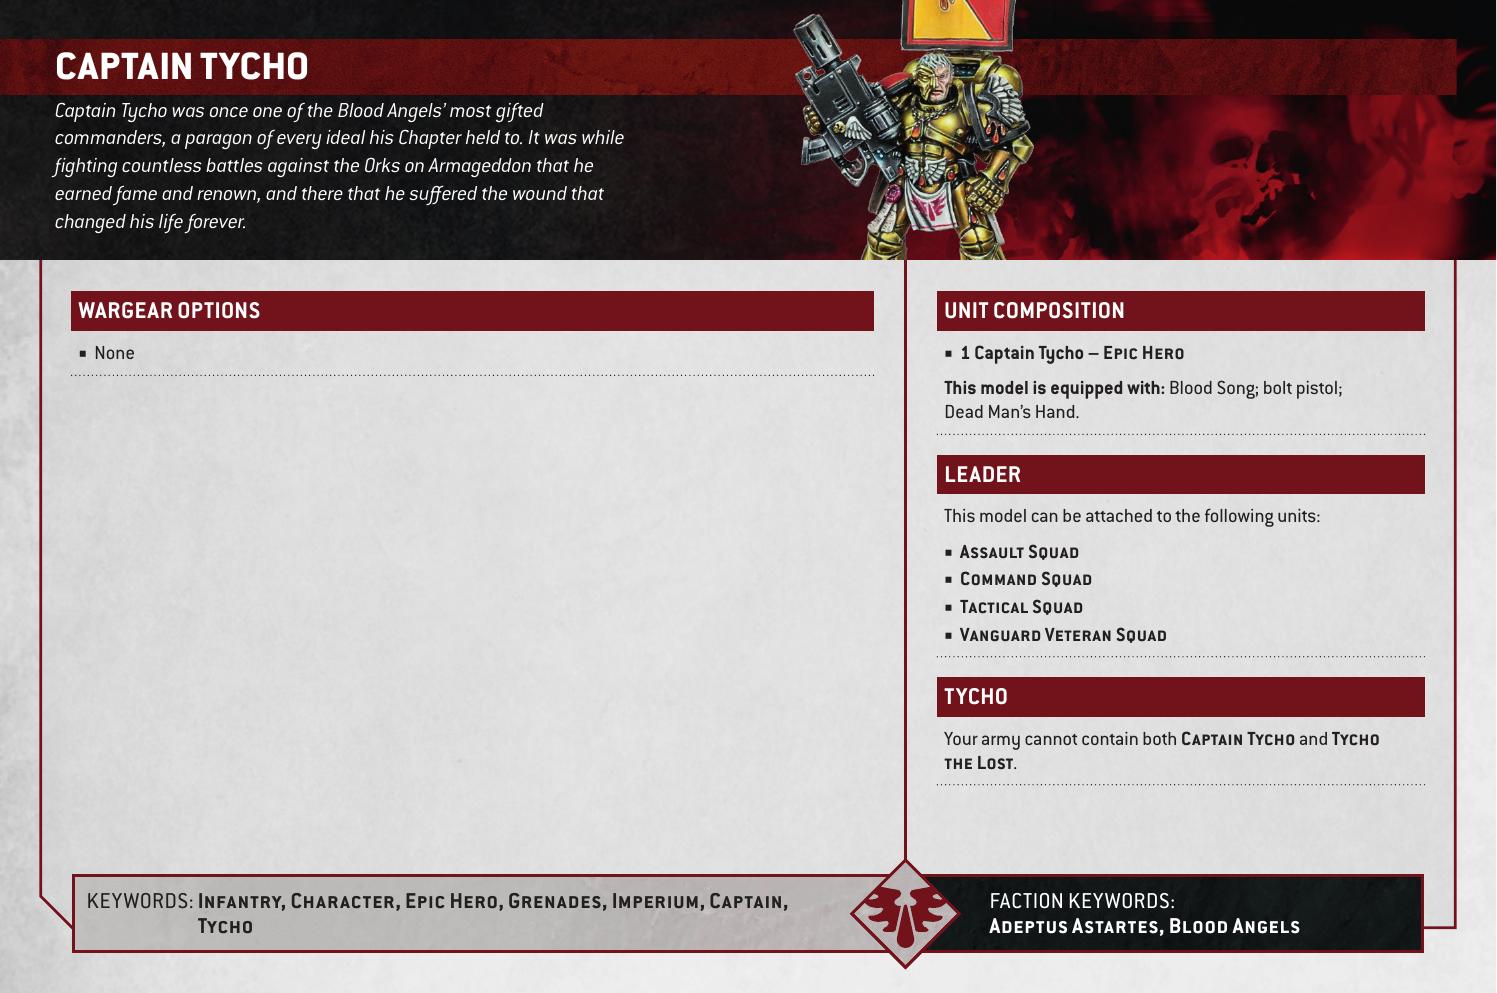 CAPTAIN TYCHO
Captain Tycho was once one of the Blood Angels’ most gifted
commanders, a paragon of every ideal his Chapter held to. It was while
fighting countless battles against the Orks on Armageddon that he
earned fame and renown, and there that he suffered the wound that
changed his life forever.
WARGEAR OPTIONS
▪ None
UNIT COMPOSITION
▪ 1 Captain Tycho – Epic Hero
This model is equipped with: Blood Song; bolt pistol;
Dead Man’s Hand.
LEADER
This model can be attached to the following units:
▪ Assault Squad
▪ Command Squad
▪ Tactical Squad
▪ Vanguard Veteran Squad
TYCHO
Your army cannot contain both Captain Tycho and Tycho
the Lost.
KEYWORDS: Infantry, Character, Epic Hero, Grenades, Imperium, Captain,
Tycho
FACTION KEYWORDS:
Adeptus Astartes, Blood Angels